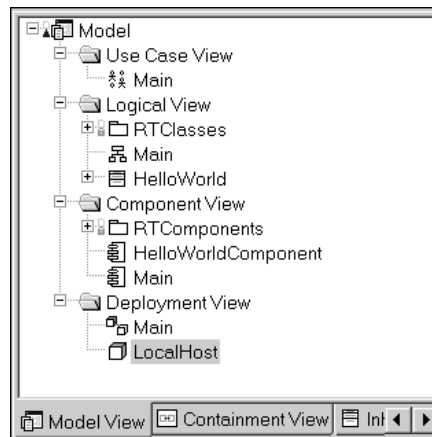 Model
Use Case View
Main
Logical View
RTClasses
Main
HelloWorld
Component View
RTComponents
HelloWorldComponent
Main
Deployment View
Main
LocalHost
Model View Containment View